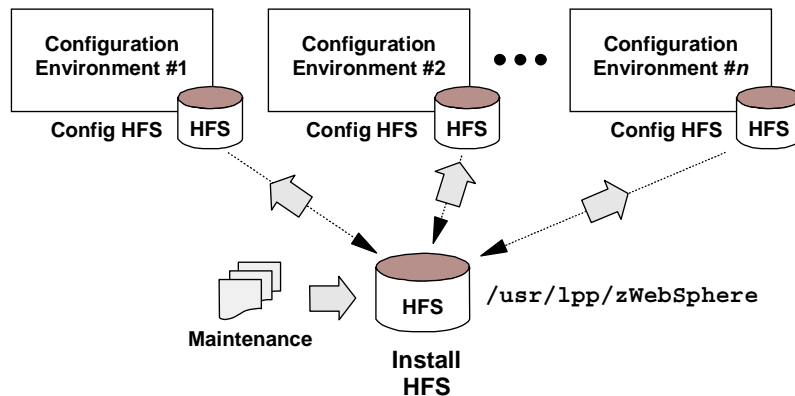 Configuration
Environment #1
Configuration
Environment #2
Configuration
Environment #n
Config HFS
HFS
Config HFS
HFS
Config HFS
HFS
HFS
/usr/lpp/zWebSphere
Maintenance
Install
HFS